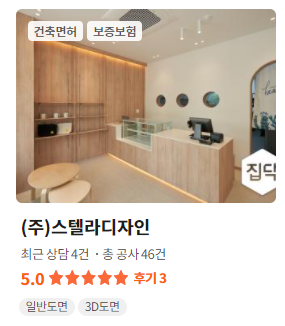 건축면허 보증보험
집닥
(주)스텔라디자인
최근 상담 4건 · 총 공사 46건
5.0 ★★★★★ 후기 3
일반도면 3D도면